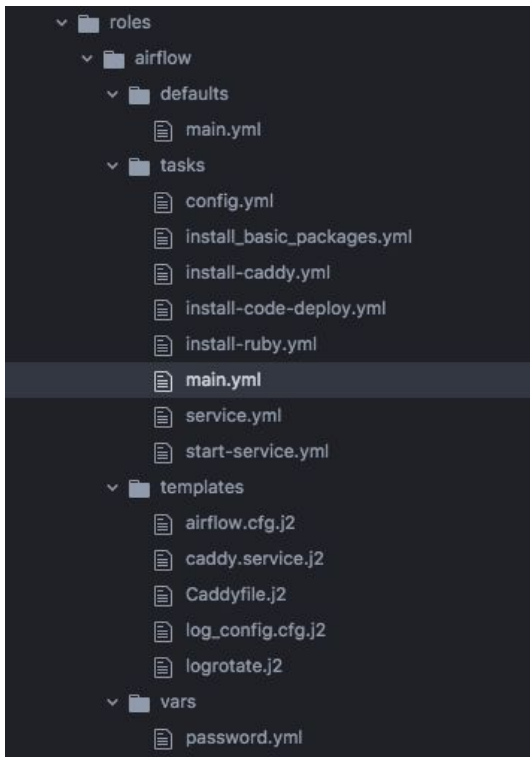 roles
airflow
defaults
main.yml
tasks
config.yml
install_basic_packages.yml
install-caddy.yml
install-code-deploy.yml
install-ruby.yml
main.yml
service.yml
start-service.yml
templates
airflow.cfg.j2
caddy.service.j2
Caddyfile.j2
log_config.cfg.j2
logrotate.j2
vars
password.yml